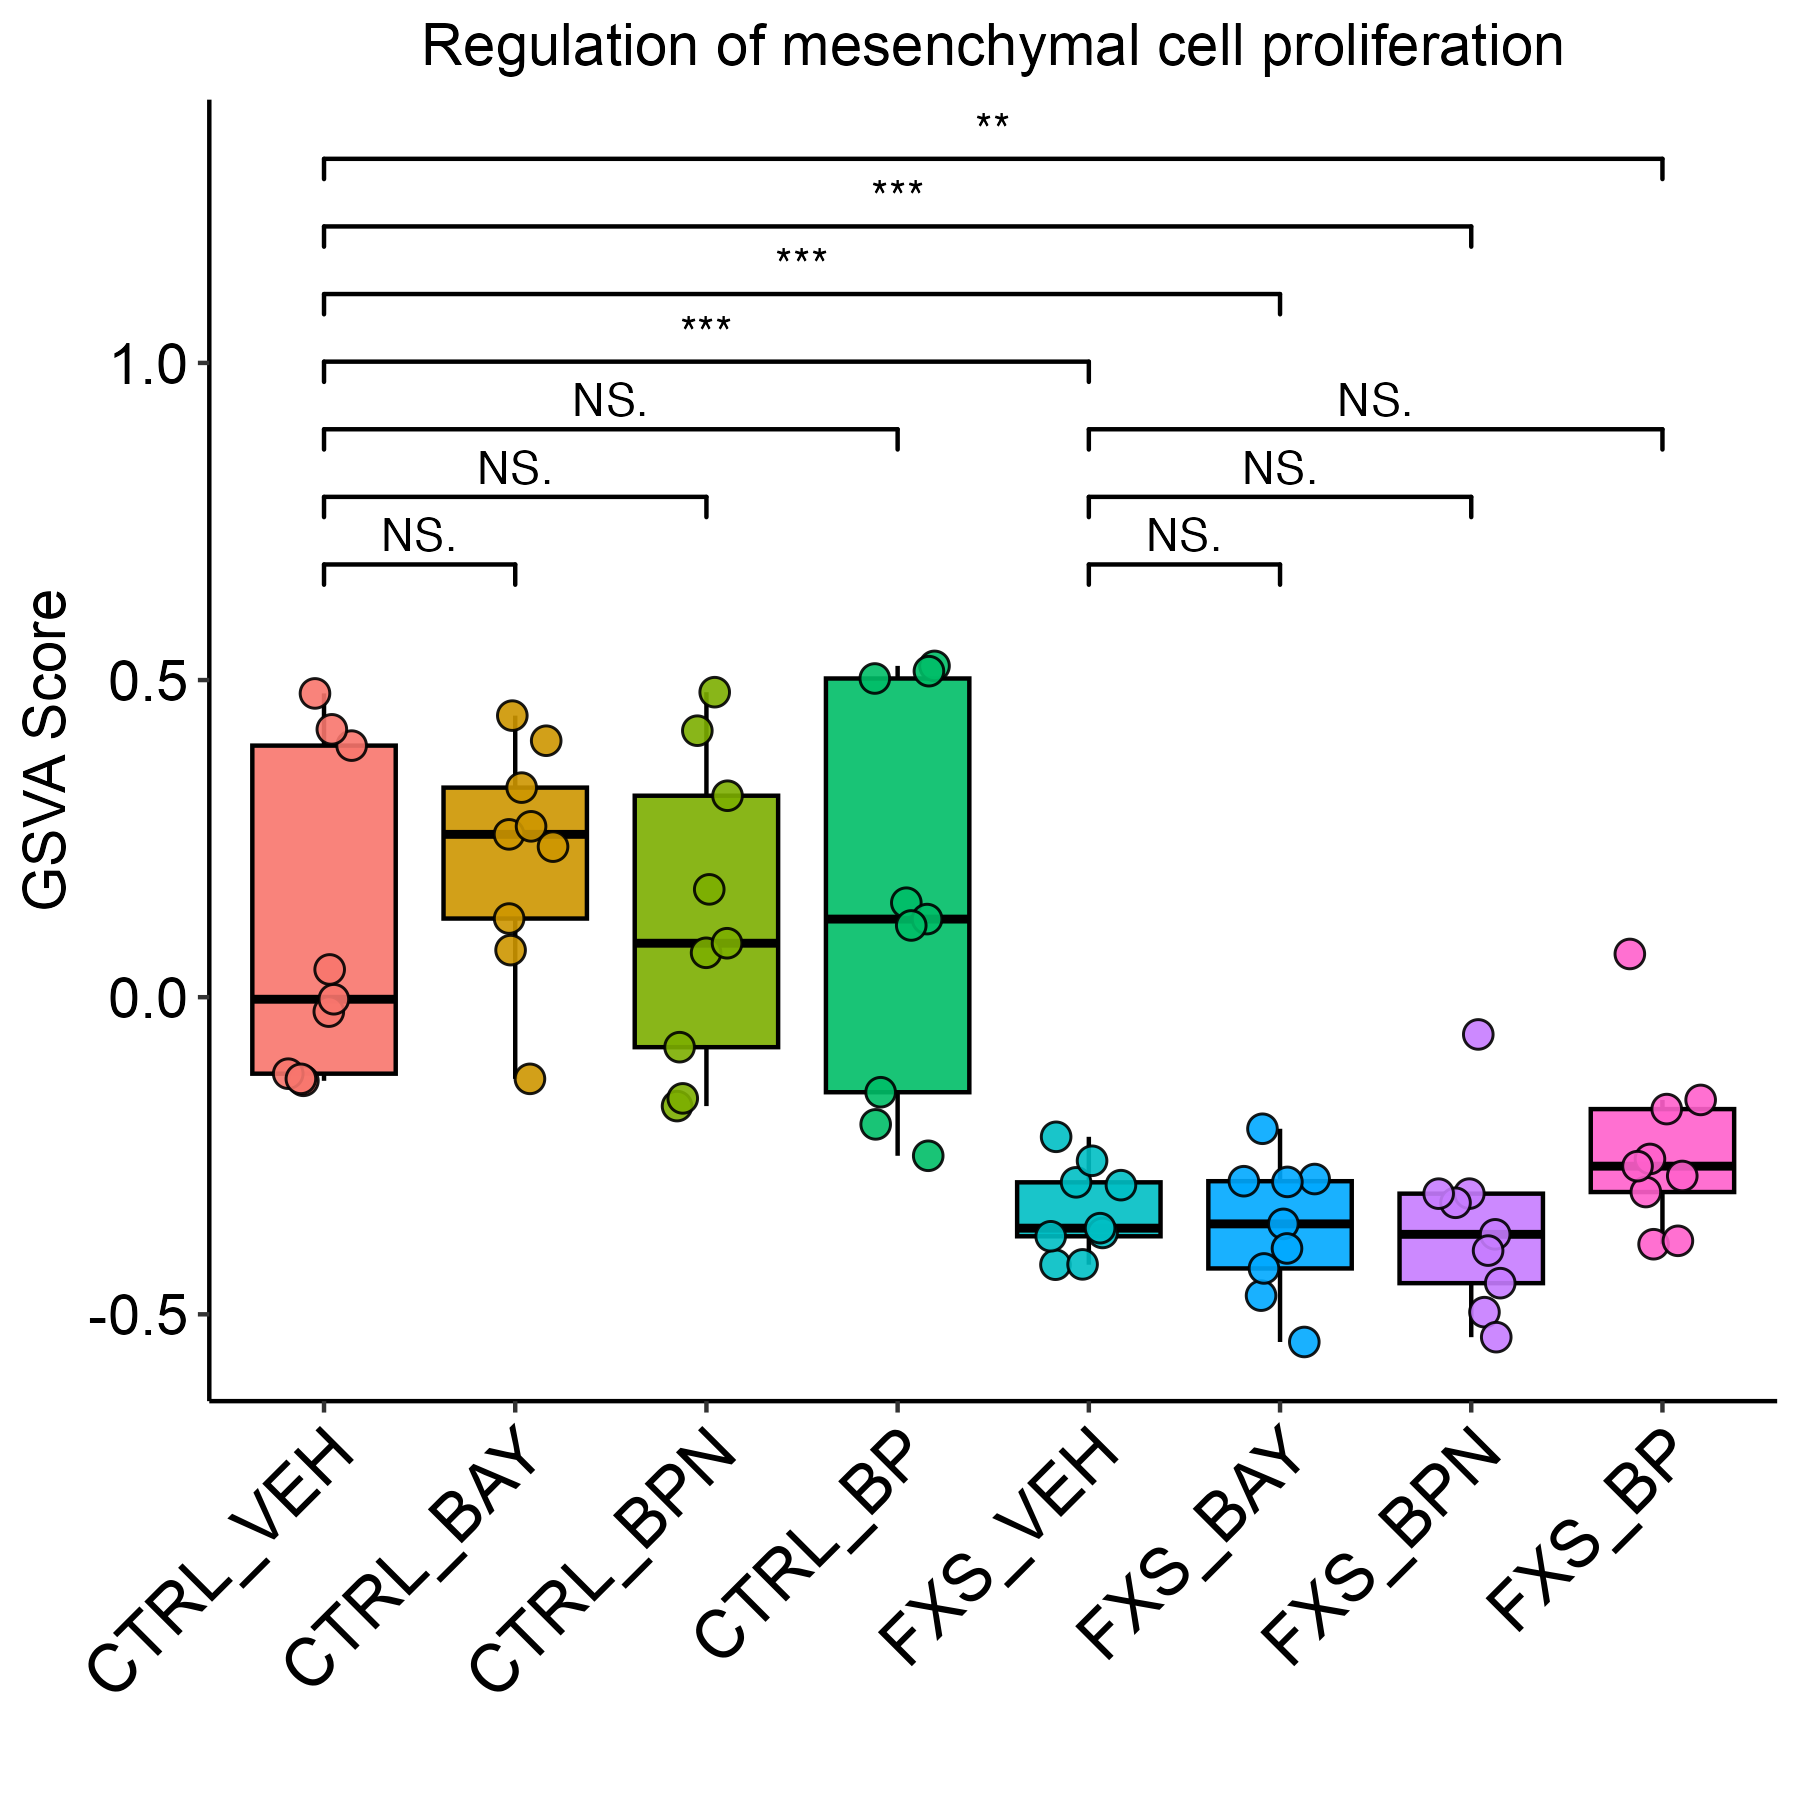 Regulation of mesenchymal cell proliferation
**
***
***
***
NS.
NS.
NS.
NS.
NS.
NS.
GSVA Score
1.0
0.5
0.0
-0.5
CTRL_VEH
CTRL_BAY
CTRL_BPN
CTRL_BP
FXS_VEH
FXS_BAY
FXS_BPN
FXS_BP